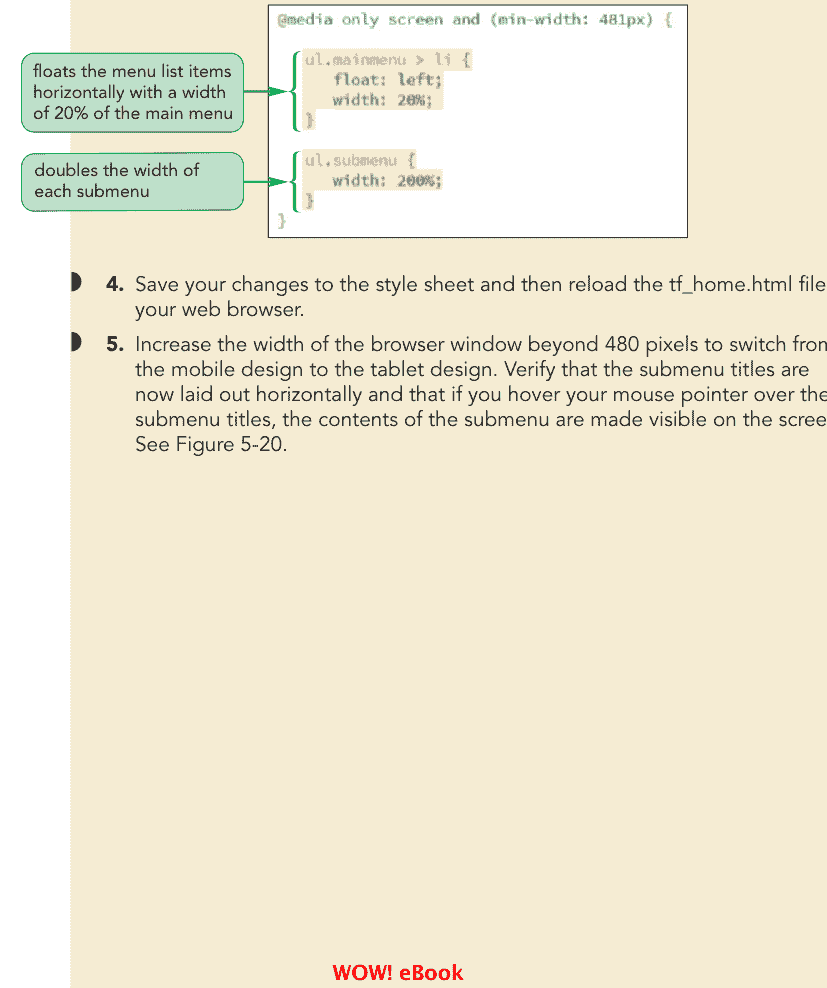 @media only screen and (min-width: 481px) {
ul.mainmenu > li {
float: left;
width: 20%;
}
ul.submenu {
width: 200%;
}
}
floats the menu list items
horizontally with a width
of 20% of the main menu
doubles the width of
each submenu
4. Save your changes to the style sheet and then reload the tf_home.html file
your web browser.
5. Increase the width of the browser window beyond 480 pixels to switch from
the mobile design to the tablet design. Verify that the submenu titles are
now laid out horizontally and that if you hover your mouse pointer over the
submenu titles, the contents of the submenu are made visible on the scree
See Figure 5-20.
WOW! eBook